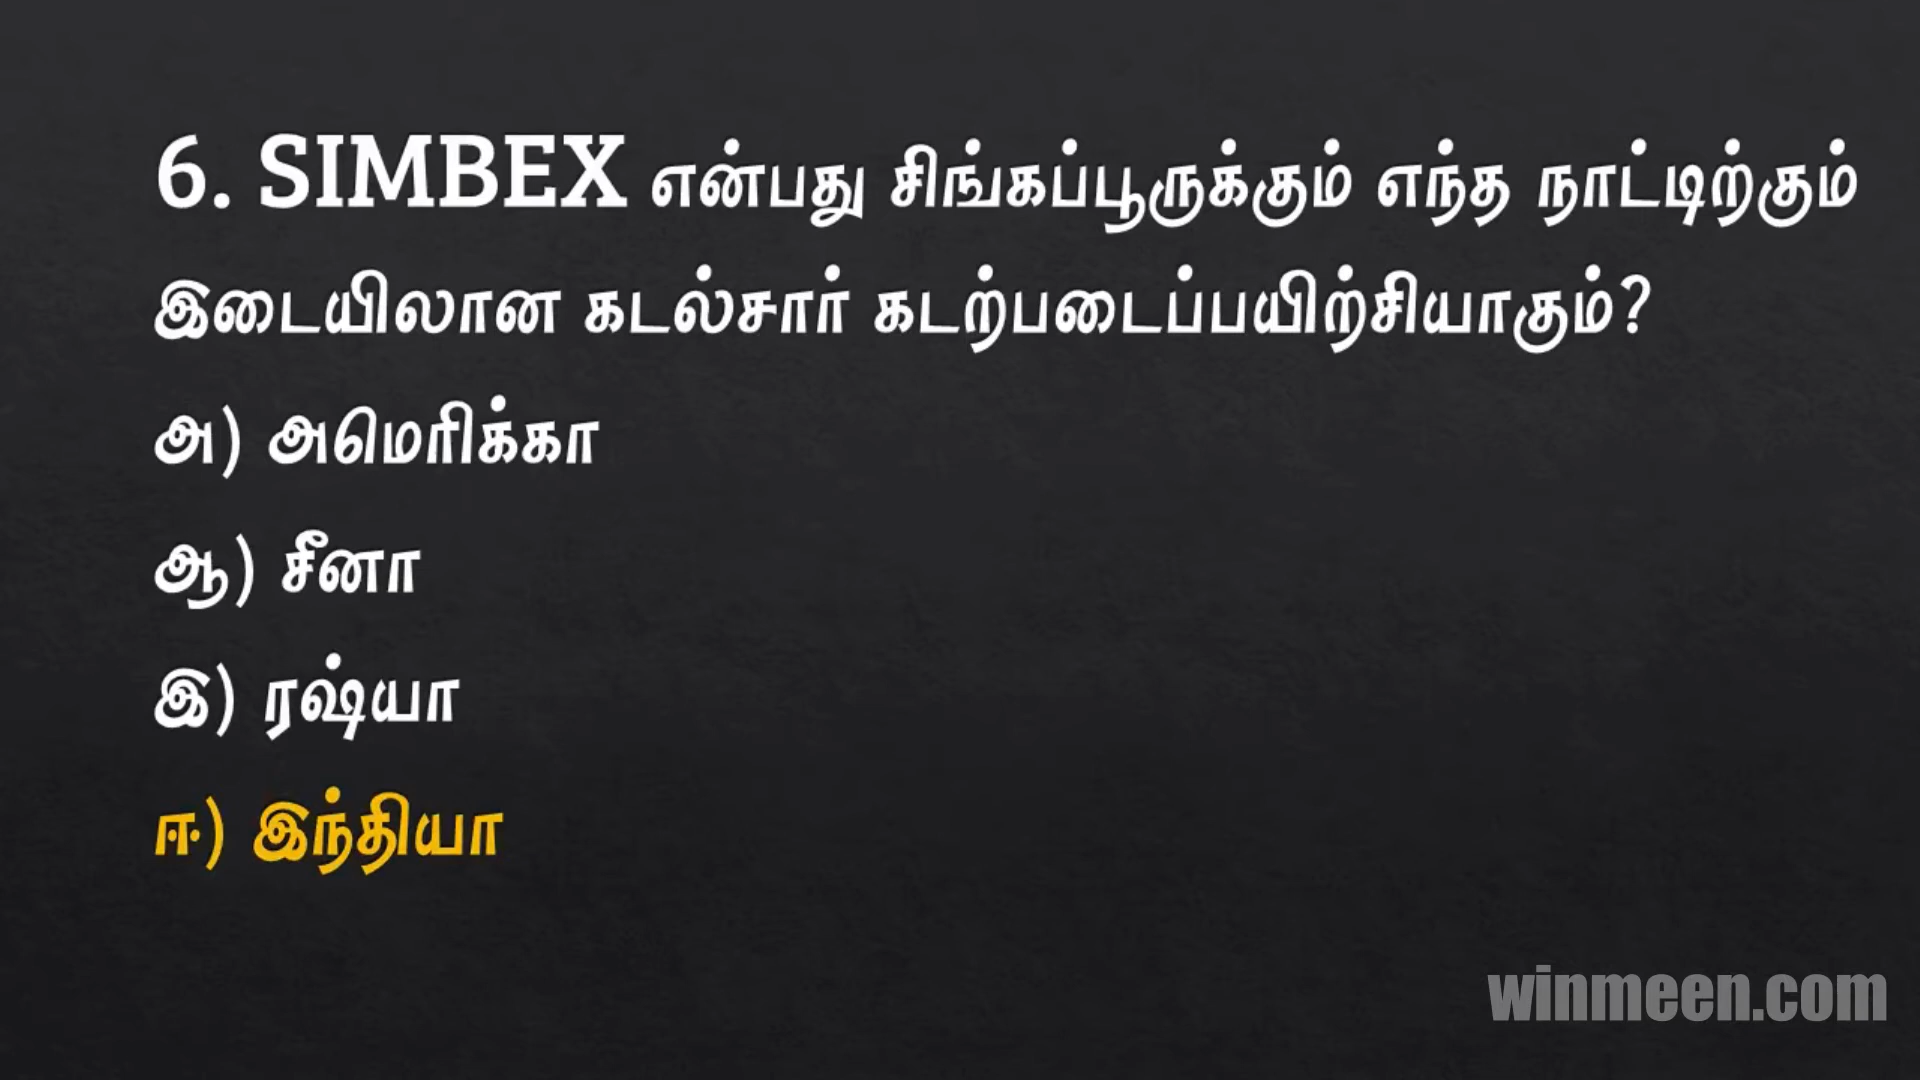 6. SIMBEX என்பது சிங்கப்பூருக்கும் எந்த நாட்டிற்கும்
இடையிலான கடல்சார் கடற்படைப்பயிற்சியாகும்?
அ) அமெரிக்கா
ஆ) சீனா
இ) ரஷ்யா
ஈ) இந்தியா
winmeen.com